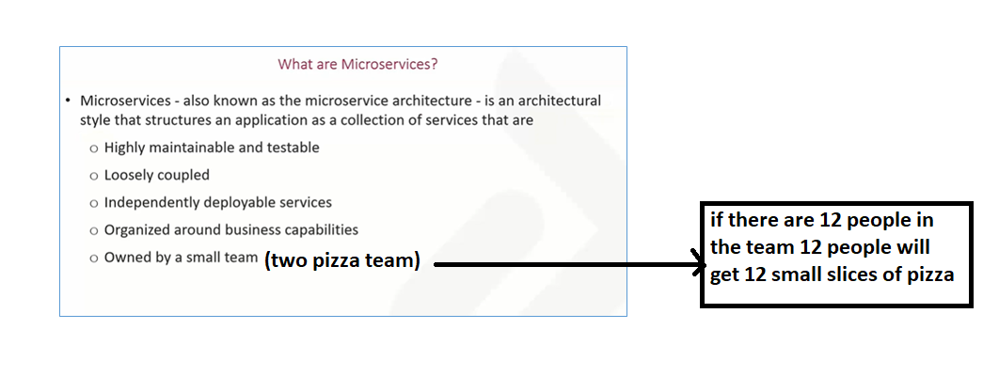 What are Microservices?
• Microservices - also known as the microservice architecture - is an architectural
style that structures an application as a collection of services that are
o Highly maintainable and testable
o Loosely coupled
o Independently deployable services
o Organized around business capabilities
o Owned by a small team (two pizza team)
if there are 12 people in
the team 12 people will
get 12 small slices of pizza